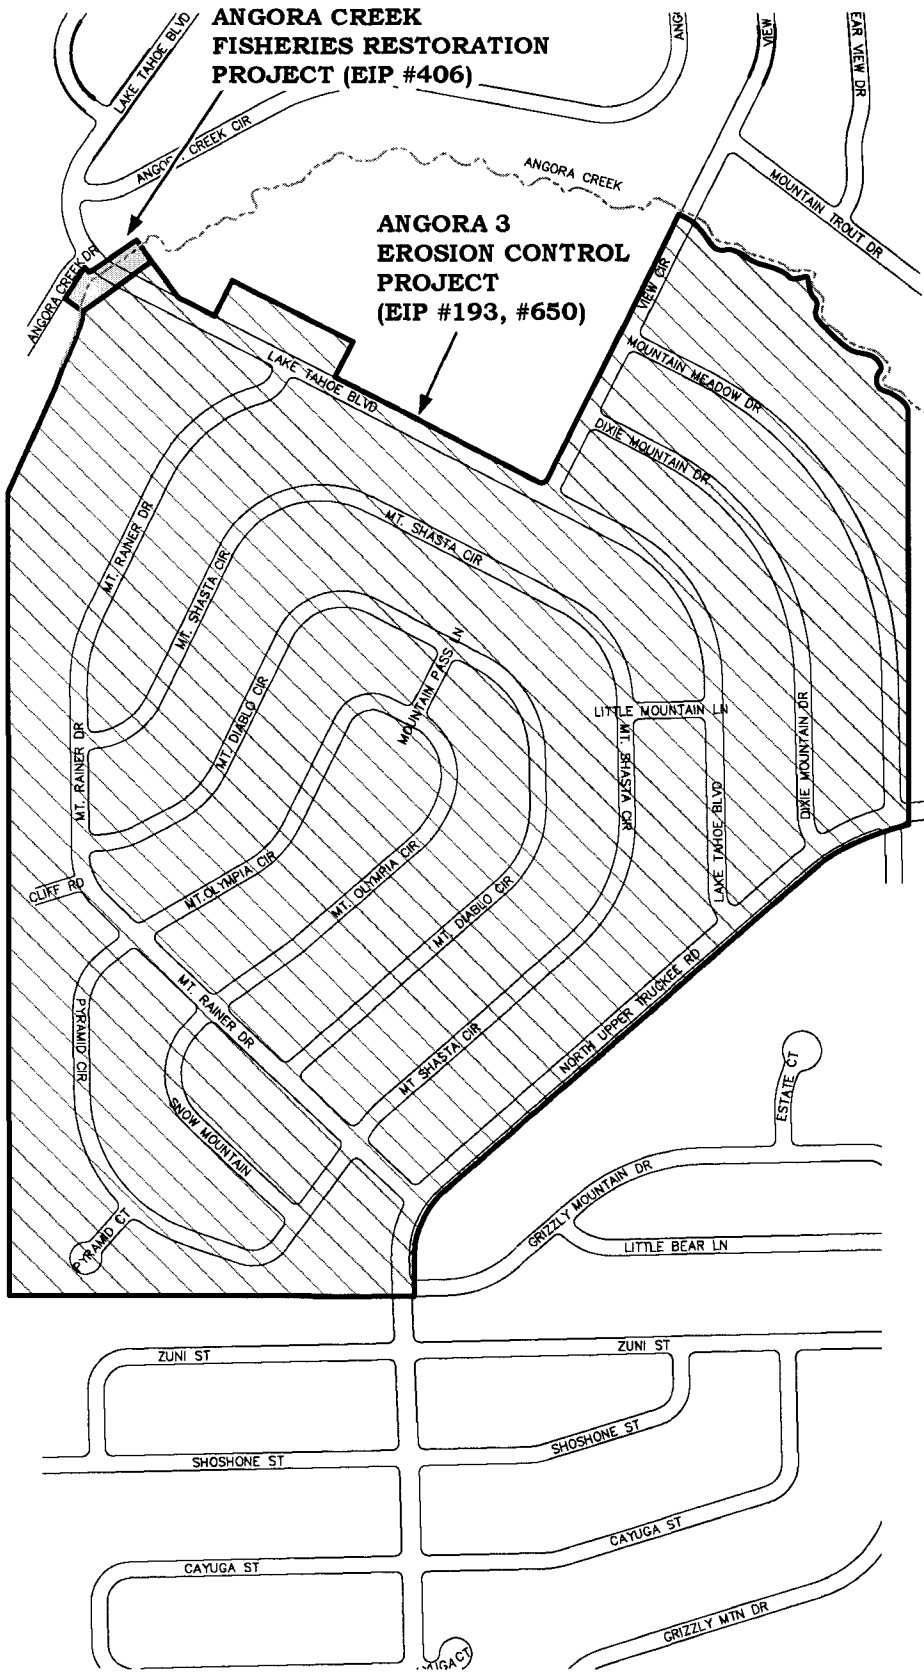 ANGORA CREEK
FISHERIES RESTORATION
PROJECT (EIP #406)
LAKE TAHOE BLVD
VIEW
VIEW DR
ANGORA CREEK CIR
ANGORA CREEK
MOUNTAIN TROUT DR
ANGORA 3
EROSION CONTROL
PROJECT
(EIP #193, #650)
ANGORA CREEK DR
VIEW CIR
LAKE TAHOE BLVD
MOUNTAIN MEADOW DR
DIXIE MOUNTAIN DR
MT. RAINER DR
MT. SHASTA CIR
MT. SHASTA CIR
MOUNTAIN PASS LN
MT. DIABLO CIR
LITTLE MOUNTAIN LN
MT. SHASTA CIR
MT. RAINER DR
DIXIE MOUNTAIN DR
LAKE TAHOE BLVD
CLIFF RD
MT.OLYMPIA CIR
MT. OLYMPIA CIR
MT. DIABLO CIR
MT. RAINER DR
NORTH UPPER TRUCKEE RD
PYRAMID CIR
MT SHASTA CIR
SNOW MOUNTAIN
ESTATE CT
PYRAMID CT
GRIZZLY MOUNTAIN DR
LITTLE BEAR LN
ZUNI ST
ZUNI ST
SHOSHONE ST
SHOSHONE ST
CAYUGA ST
CAYUGA ST
GRIZZLY MTN DR
CT